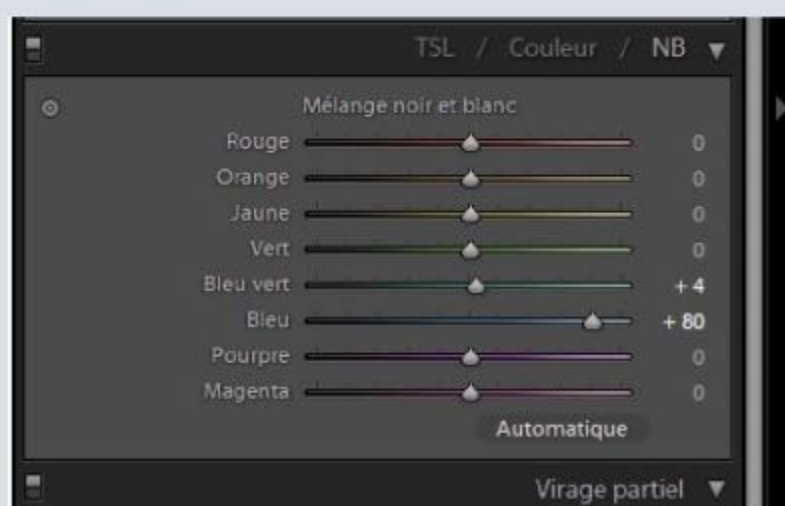 TSL / Couleur / NB
Mélange noir et blanc
Rouge 0
Orange 0
Jaune 0
Vert 0
Bleu vert + 4
Bleu + 80
Pourpre 0
Magenta 0
Automatique
Virage partiel